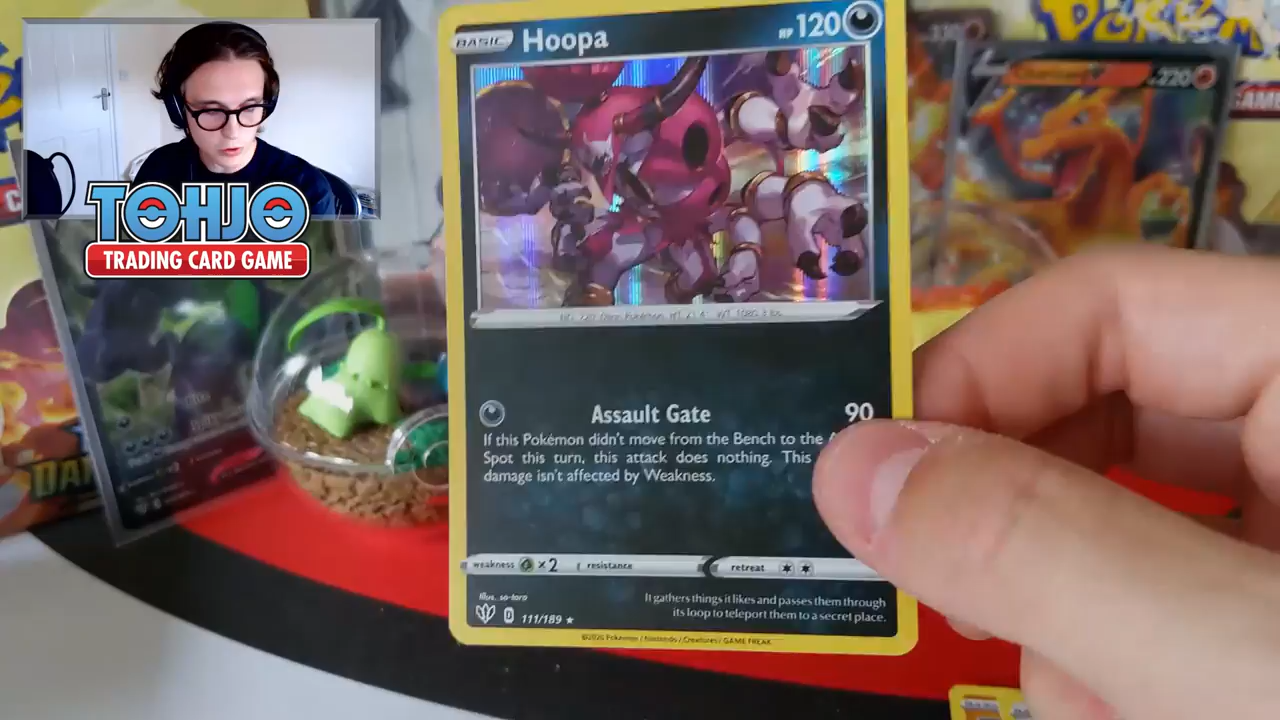 BASIC Hoopa HP 120
220
TOHJO
TRADING CARD GAME
Assault Gate 90
If this Pokémon didn't move from the Bench to the
Spot this turn, this attack does nothing. This
damage isn't affected by Weakness.
weakness ×2 resistance retreat
Illus. so-taro
It gathers things it likes and passes them through
its loop to teleport them to a secret place.
D 111/189 ★
©2020 Pokémon / Nintendo / Creatures / GAME FREAK